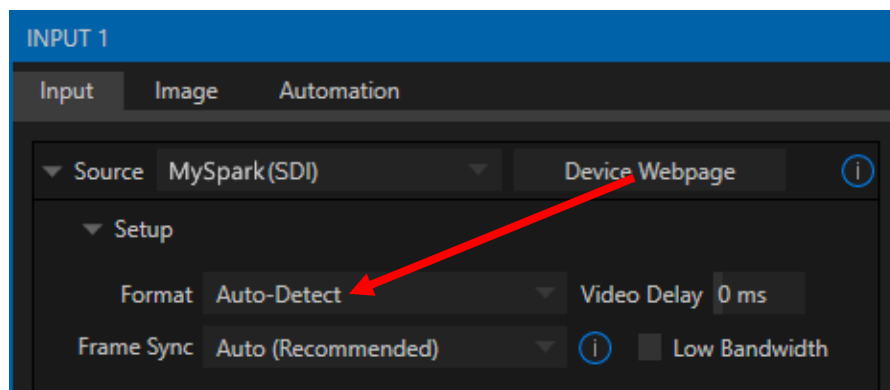 INPUT 1
Input Image Automation
Source MySpark(SDI) Device Webpage i
Setup
Format Auto-Detect Video Delay 0 ms
Frame Sync Auto (Recommended) i Low Bandwidth